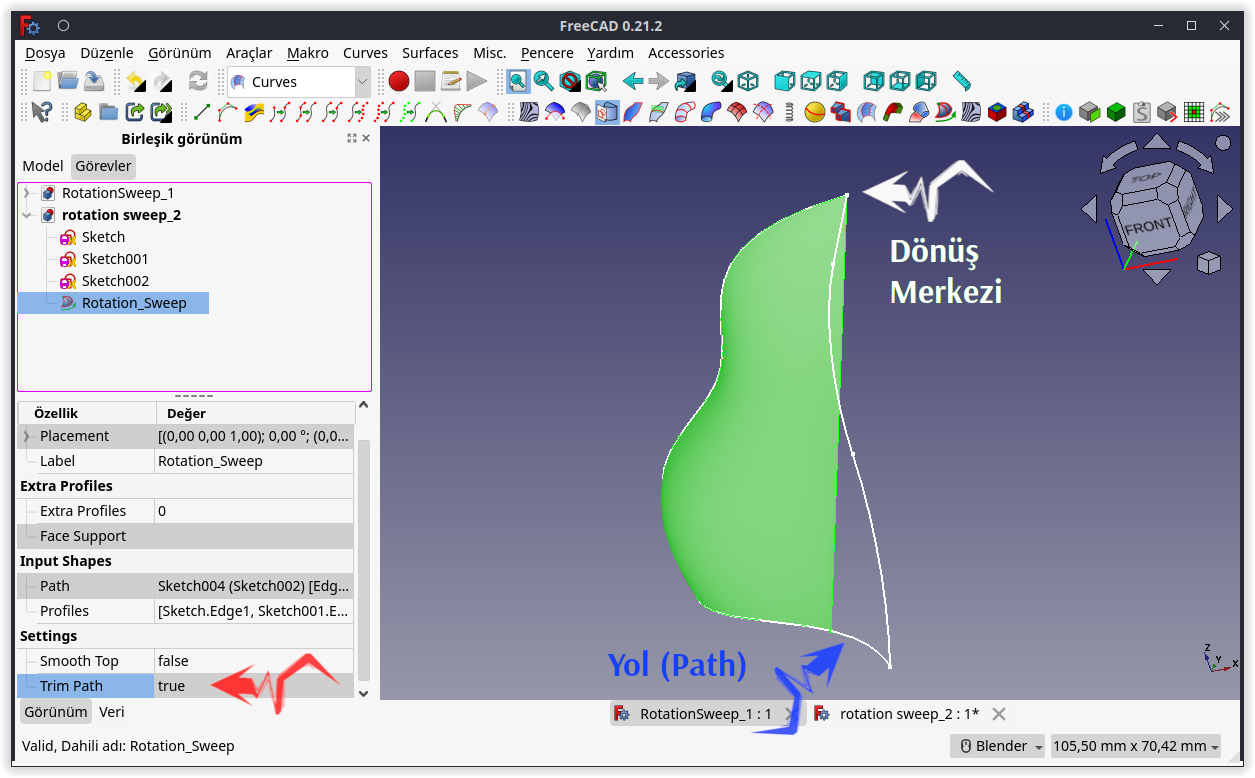 FreeCAD 0.21.2
Dosya Düzenle Görünüm Araçlar Makro Curves Surfaces Misc. Pencere Yardım Accessories
Curves
Birleşik görünüm
Model Görevler
RotationSweep_1
rotation sweep_2
Sketch
Sketch001
Sketch002
Rotation_Sweep
Özellik Değer
Placement [(0,00 0,00 1,00); 0,00 °; (0,0...
Label Rotation_Sweep
Extra Profiles
Extra Profiles 0
Face Support
Input Shapes
Path Sketch004 (Sketch002) [Edg...
Profiles [Sketch.Edge1, Sketch001.E...
Settings
Smooth Top false
Trim Path true
Görünüm Veri
TOP
FRONT
Dönüş
Merkezi
Yol (Path)
Z
Y
X
RotationSweep_1 : 1
rotation sweep_2 : 1*
Valid, Dahili adı: Rotation_Sweep
Blender
105,50 mm x 70,42 mm